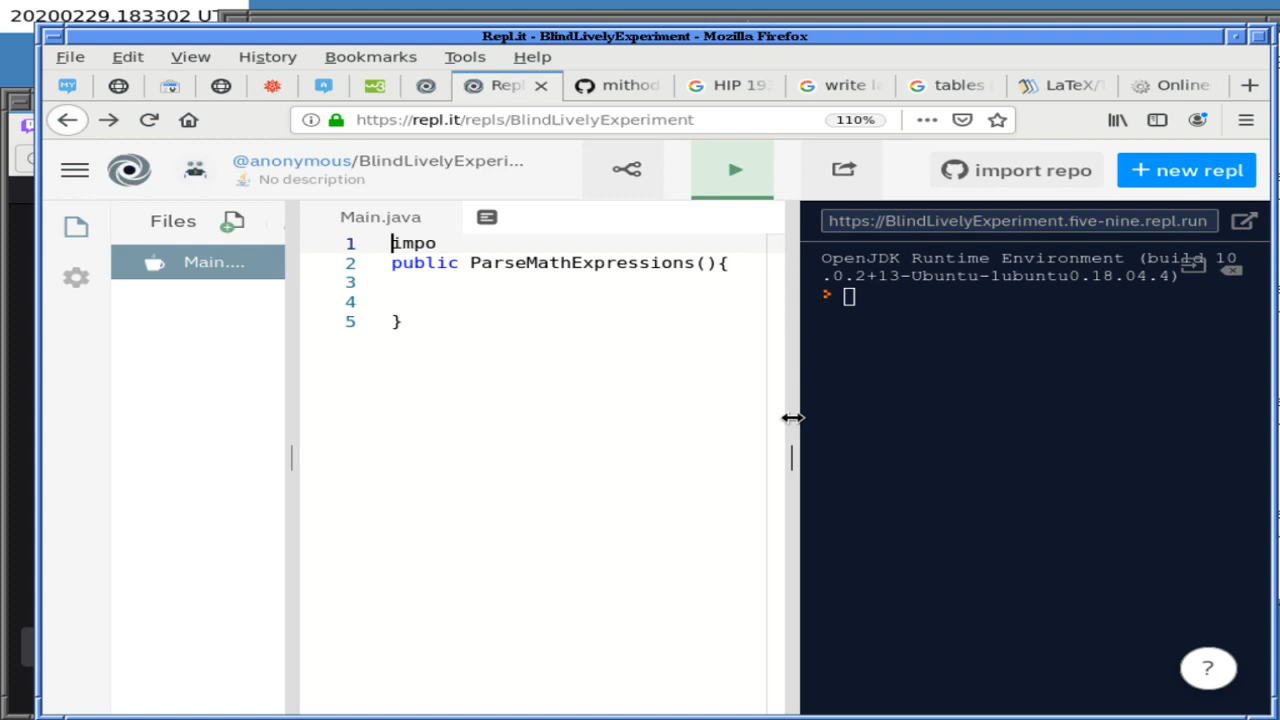 20200229.183302 UT
Repl.it - BlindLivelyExperiment - Mozilla Firefox
File Edit View History Bookmarks Tools Help
Repl mithod HIP 19 write la tables LaTeX/ Online
https://repl.it/repls/BlindLivelyExperiment 110%
@anonymous/BlindLivelyExperi...
No description
import repo
+ new repl
Files
Main....
Main.java
1 impo
2 public ParseMathExpressions(){
3
4
5 }
https://BlindLivelyExperiment.five-nine.repl.run
OpenJDK Runtime Environment (build 10
.0.2+13-Ubuntu-1ubuntu0.18.04.4)
>
?